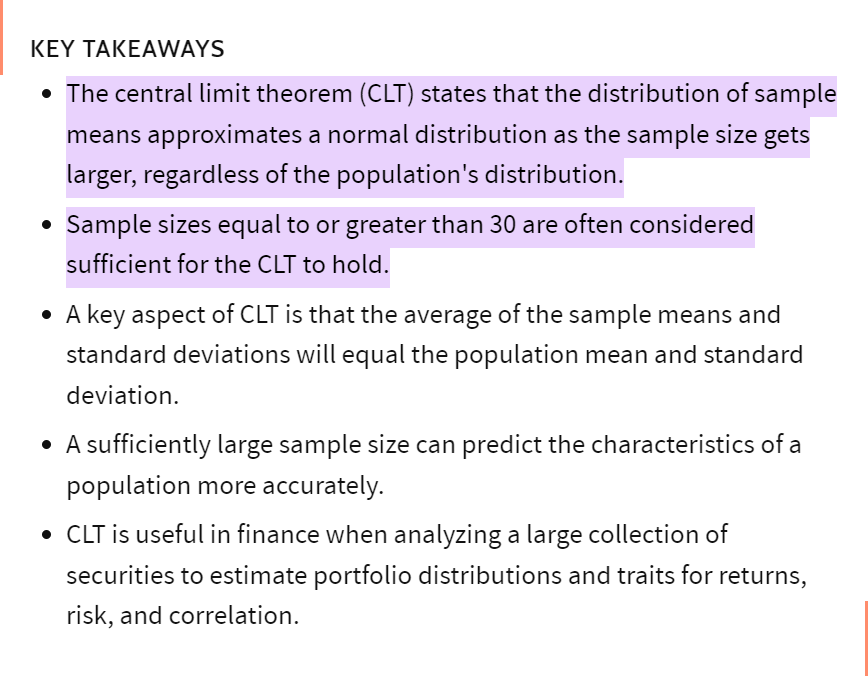 KEY TAKEAWAYS
• The central limit theorem (CLT) states that the distribution of sample
means approximates a normal distribution as the sample size gets
larger, regardless of the population's distribution.
• Sample sizes equal to or greater than 30 are often considered
sufficient for the CLT to hold.
• A key aspect of CLT is that the average of the sample means and
standard deviations will equal the population mean and standard
deviation.
• A sufficiently large sample size can predict the characteristics of a
population more accurately.
• CLT is useful in finance when analyzing a large collection of
securities to estimate portfolio distributions and traits for returns,
risk, and correlation.